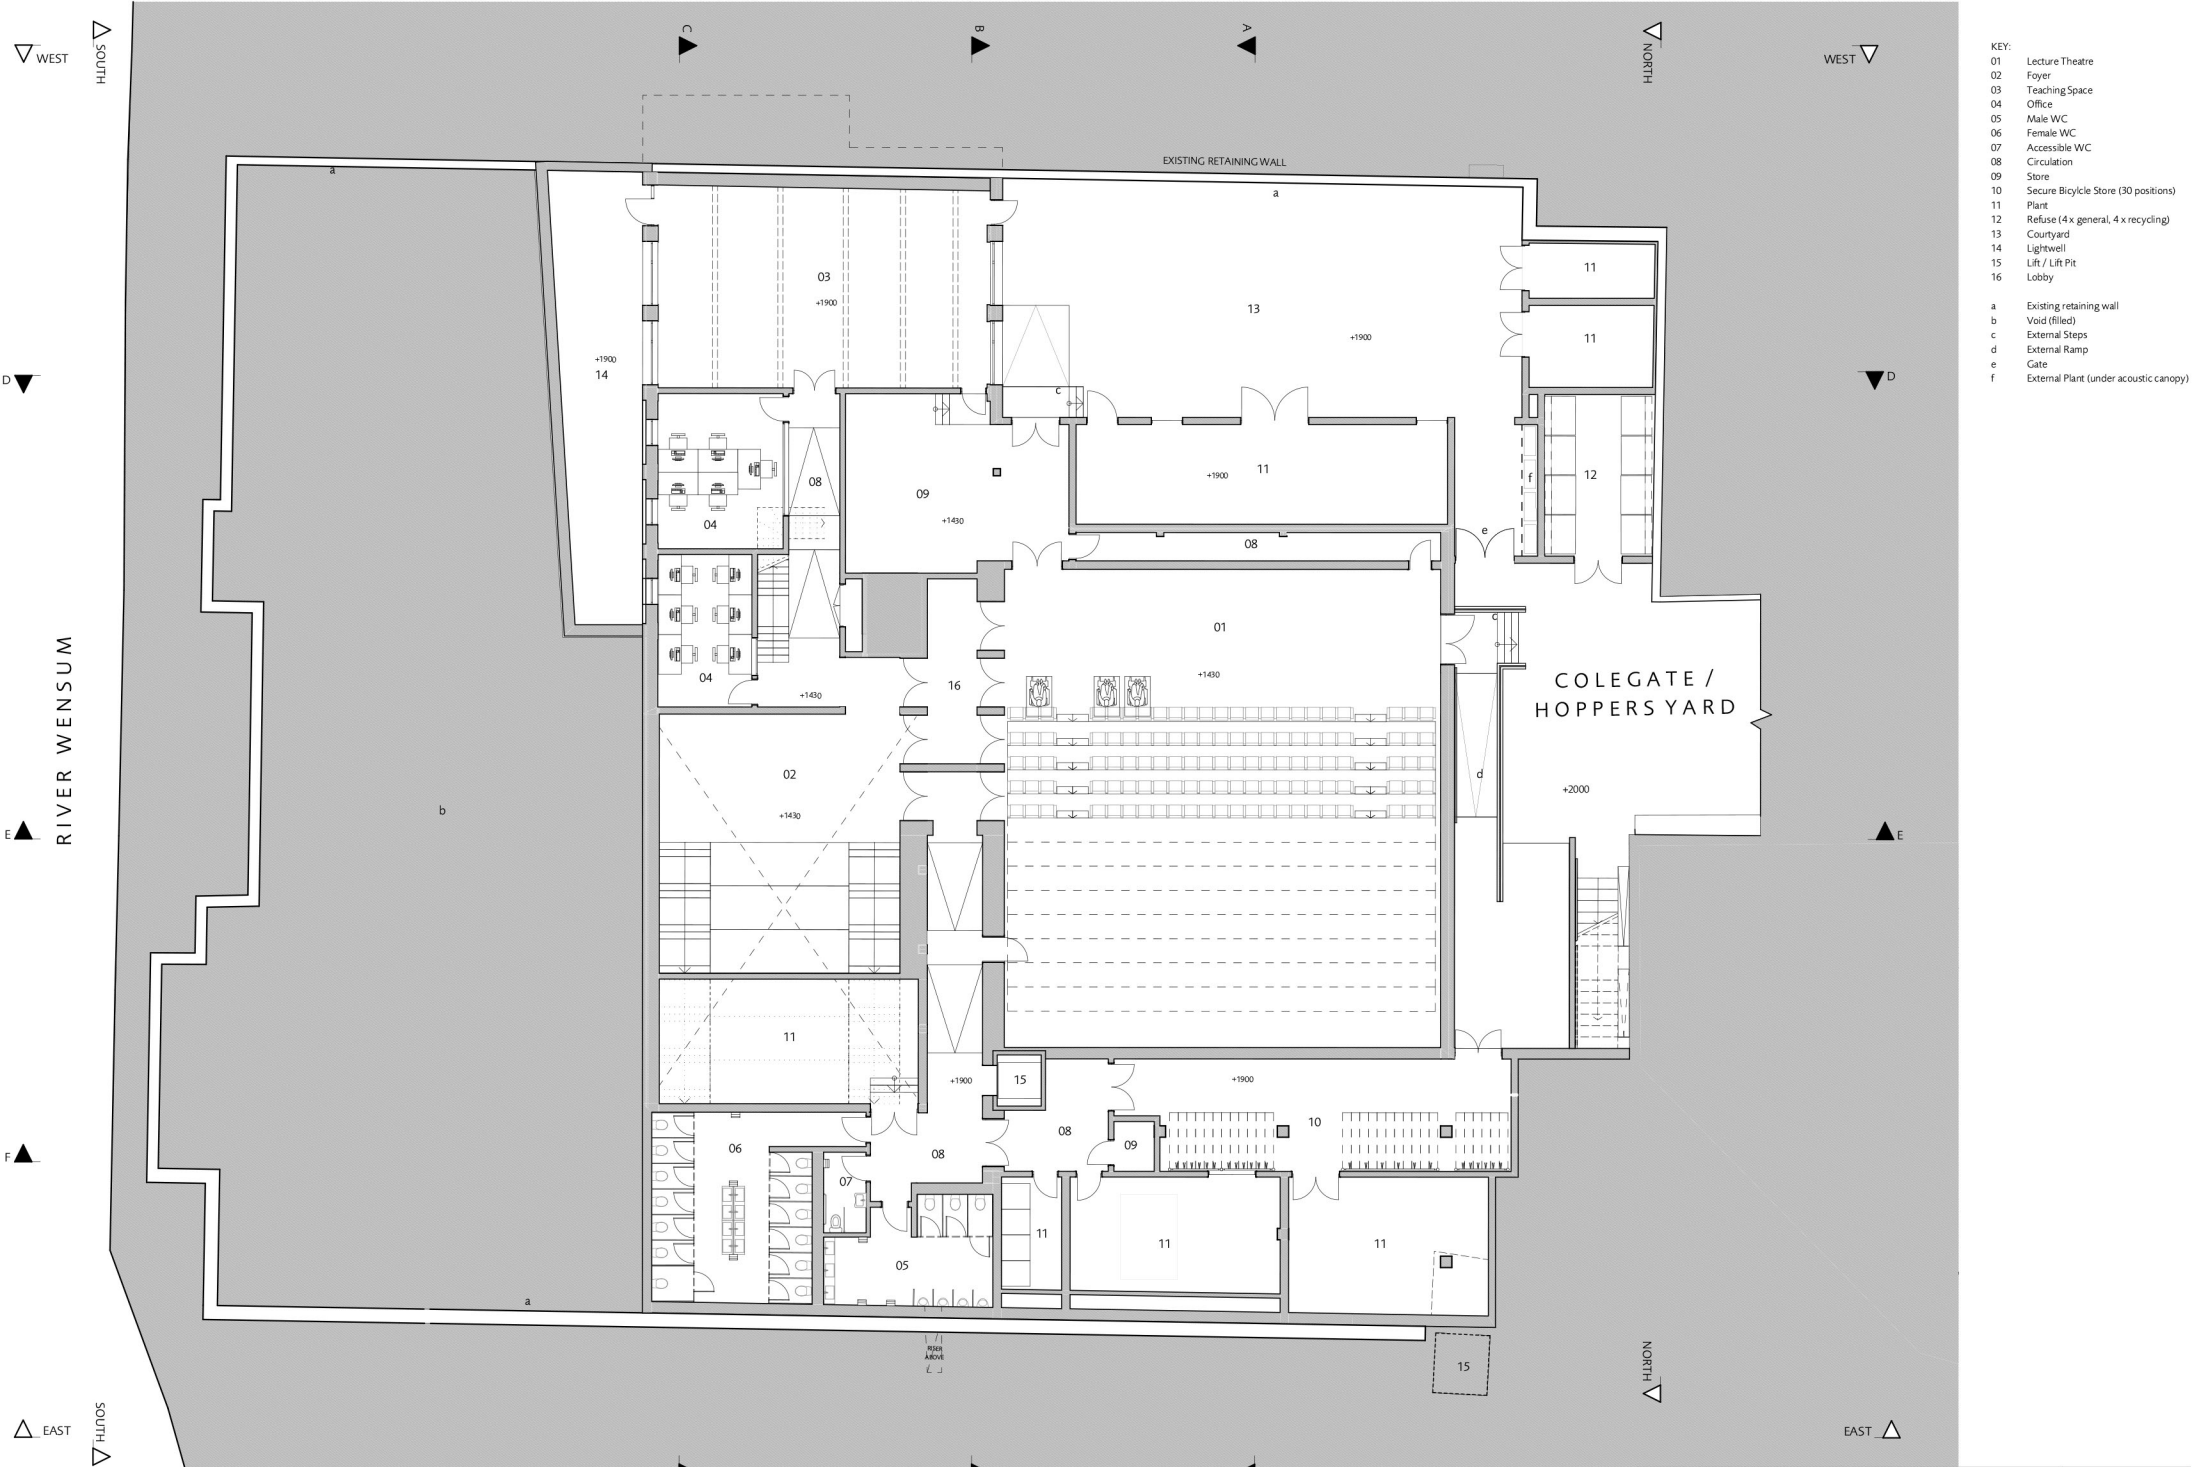 C
B
A
WEST
SOUTH
NORTH
WEST
KEY:
01 Lecture Theatre
02 Foyer
03 Teaching Space
04 Office
05 Male WC
06 Female WC
07 Accessible WC
08 Circulation
09 Store
10 Secure Bicylcle Store (30 positions)
11 Plant
12 Refuse (4 x general, 4 x recycling)
13 Courtyard
14 Lightwell
15 Lift / Lift Pit
16 Lobby
a Existing retaining wall
b Void (filled)
c External Steps
d External Ramp
e Gate
f External Plant (under acoustic canopy)
EXISTING RETAINING WALL
a
a
03
+1900
13
+1900
11
11
+1900
14
D
D
c
08
04
09
+1430
+1900
11
f
12
e
08
01
+1430
c
04
+1430
16
COLEGATE /
HOPPERS YARD
RIVER WENSUM
02
+1430
d
+2000
b
E
E
11
+1900
15
+1900
08
10
09
06
08
07
F
05
11
11
11
a
RISER
ABOVE
15
NORTH
SOUTH
EAST
EAST